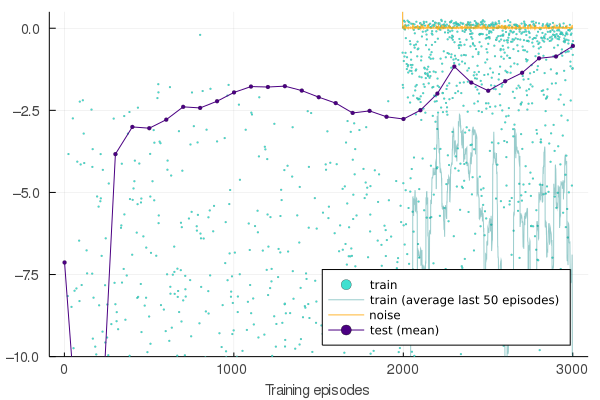 0.0
−2.5
−5.0
−7.5
−10.0
0
1000
2000
3000
Training episodes
train
train (average last 50 episodes)
noise
test (mean)